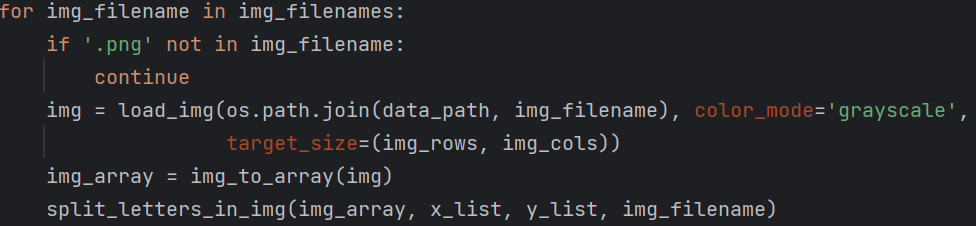 for img_filename in img_filenames:
    if '.png' not in img_filename:
        continue
    img = load_img(os.path.join(data_path, img_filename), color_mode='grayscale',
                   target_size=(img_rows, img_cols))
    img_array = img_to_array(img)
    split_letters_in_img(img_array, x_list, y_list, img_filename)